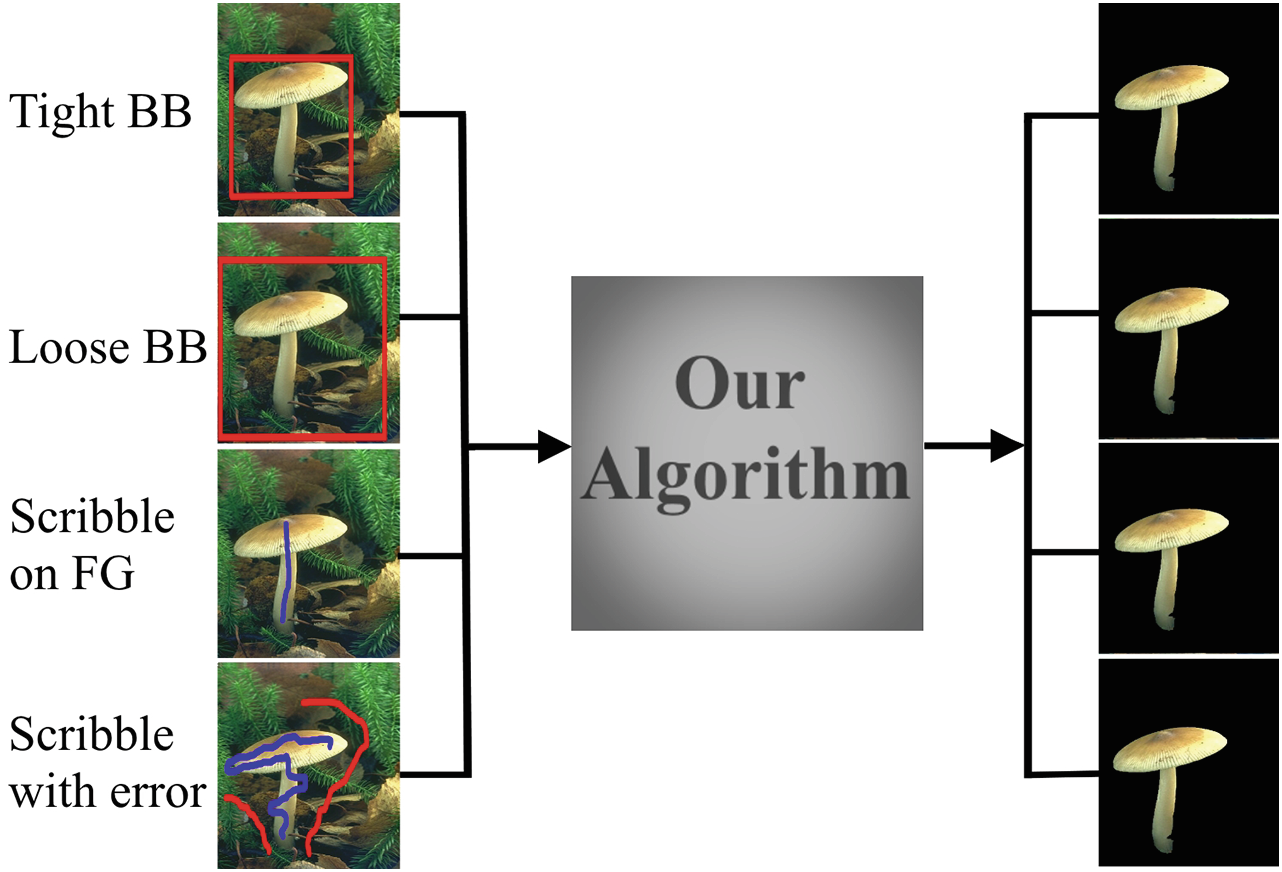 Tight BB
Loose BB
Scribble
on FG
Scribble
with error
Our
Algorithm